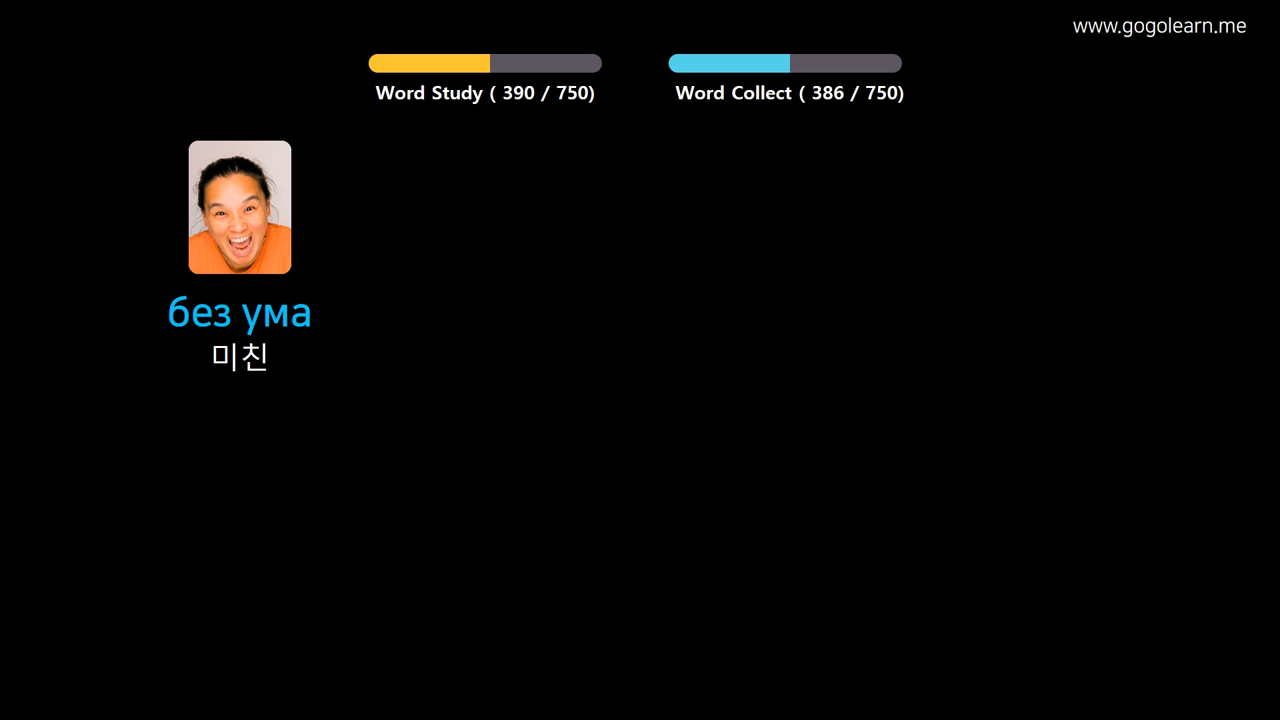 www.gogolearn.me
Word Study ( 390 / 750)
Word Collect ( 386 / 750)
без ума
미친